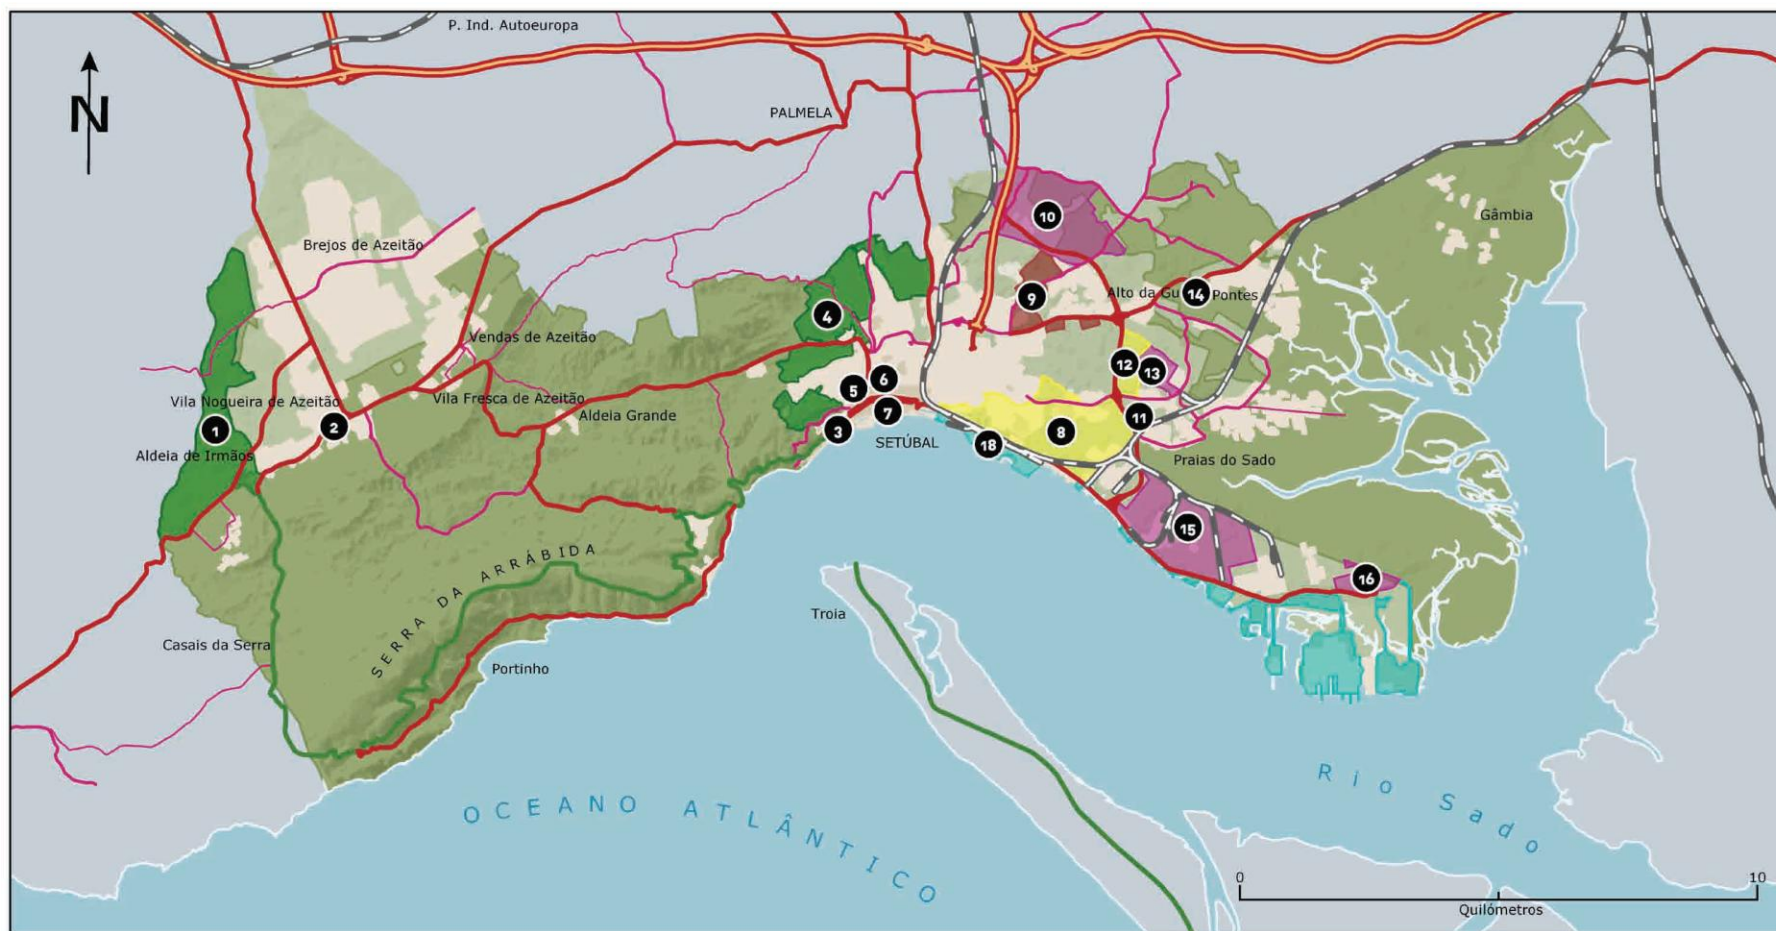 P. Ind. Autoeuropa
N
PALMELA
10
Gâmbia
Brejos de Azeitão
9
Alto da Gu
14
Pontes
4
Vendas de Azeitão
12
13
5
6
Vila Nogueira de Azeitão
Vila Fresca de Azeitão
7
Aldeia Grande
11
1
2
3
8
SETÚBAL
18
Aldeia de Irmãos
Praias do Sado
15
SERRA DA ARRÁBIDA
16
Troia
Casais da Serra
Portinho
Rio Sado
OCEANO ATLÂNTICO
0
10
Quilómetros